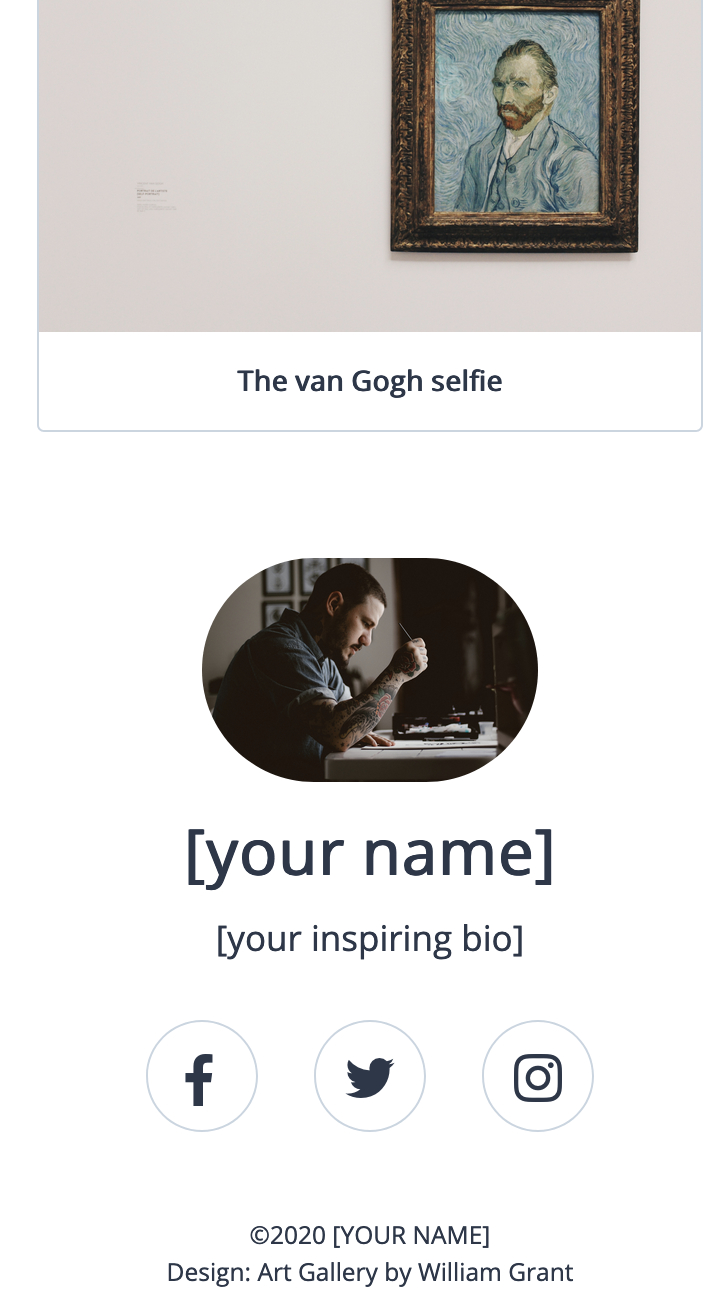 The van Gogh selfie
[your name]
[your inspiring bio]
©2020 [YOUR NAME]
Design: Art Gallery by William Grant